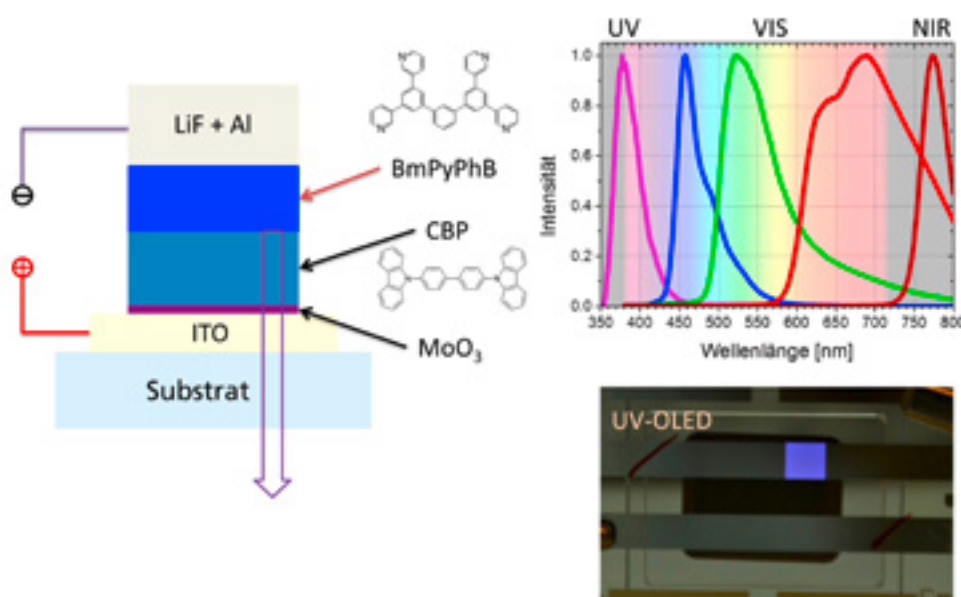 LiF + Al
BmPyPhB
CBP
MoO₃
ITO
Substrat
N N
N N
N N
⊖
⊕
UV VIS NIR
Intensität
1.0
0.8
0.6
0.4
0.2
0.0
350 400 450 500 550 600 650 700 750 800
Wellenlänge [nm]
UV-OLED